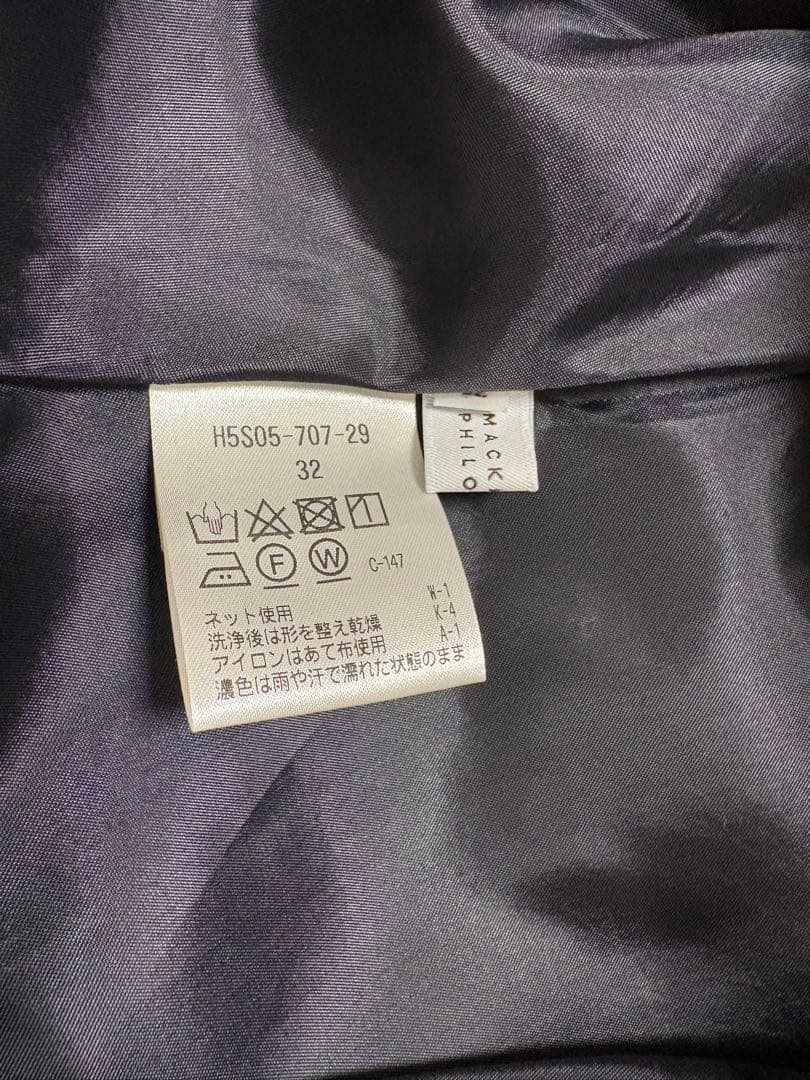 H5S05-707-29
32
F
W
C-147
W-1
K-4
A-1
ネット使用
洗浄後は形を整え乾燥
アイロンはあて布使用
濃色は雨や汗で濡れた状態のまま
MACK
PHILO